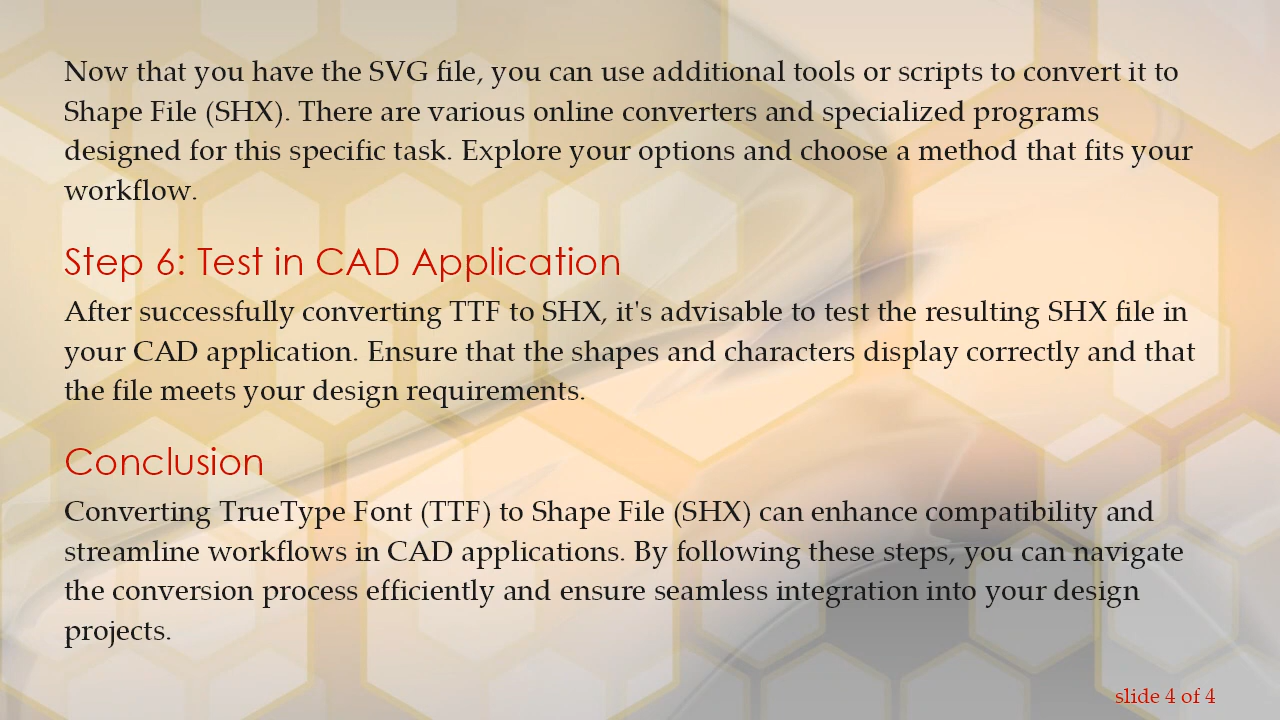 Now that you have the SVG file, you can use additional tools or scripts to convert it to
Shape File (SHX). There are various online converters and specialized programs
designed for this specific task. Explore your options and choose a method that fits your
workflow.
Step 6: Test in CAD Application
After successfully converting TTF to SHX, it's advisable to test the resulting SHX file in
your CAD application. Ensure that the shapes and characters display correctly and that
the file meets your design requirements.
Conclusion
Converting TrueType Font (TTF) to Shape File (SHX) can enhance compatibility and
streamline workflows in CAD applications. By following these steps, you can navigate
the conversion process efficiently and ensure seamless integration into your design
projects.
slide 4 of 4